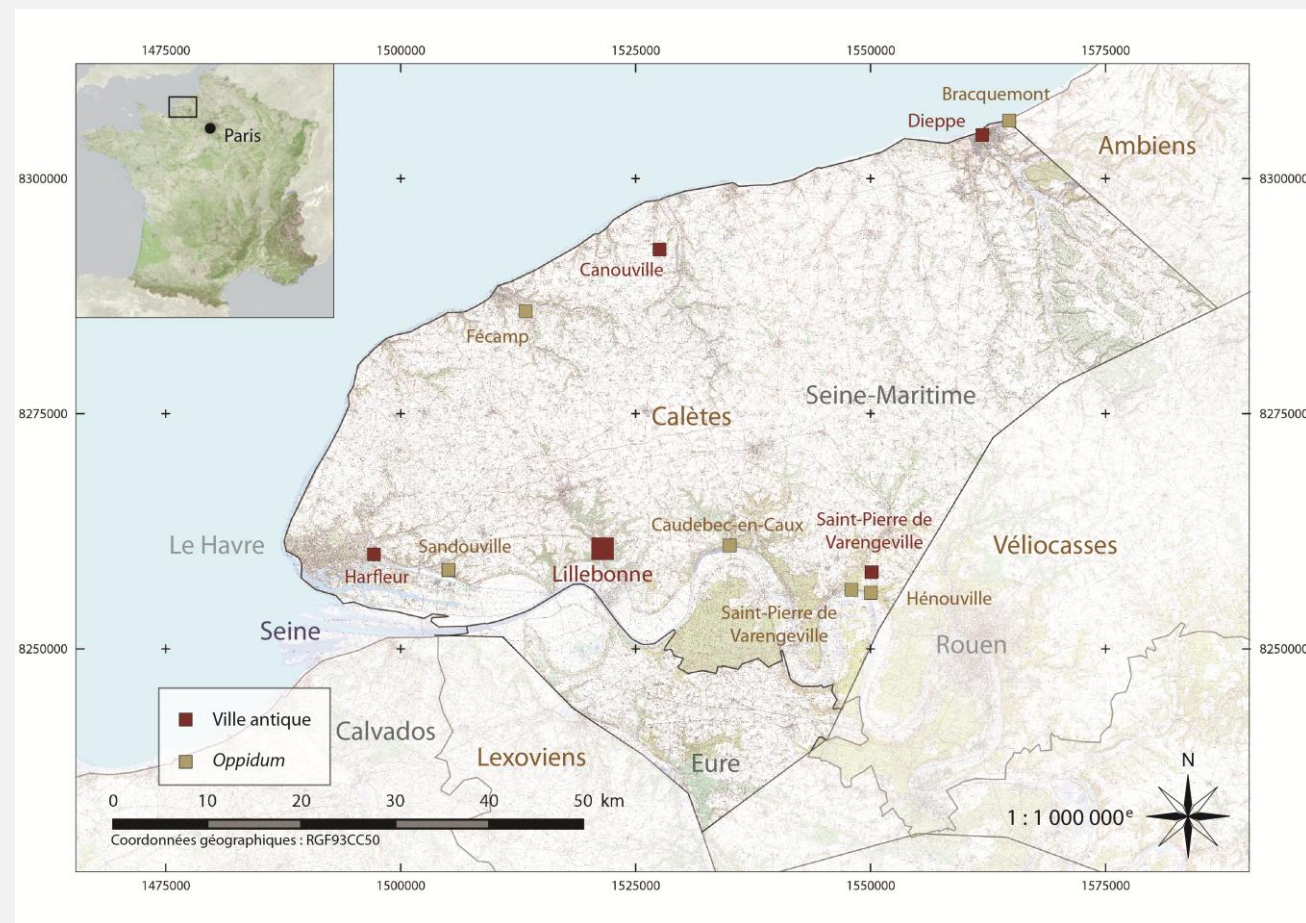 1475000 1500000 1525000 1550000 1575000
Paris
Bracquemont
Dieppe
Ambiens
8300000 8300000
Canouville
Fécamp
Seine-Maritime
8275000 Calètes 8275000
Caudebec-en-Caux
Saint-Pierre de
Varengeville
Le Havre
Sandouville
Véliocasses
Harfleur
Lillebonne
Hénouville
Saint-Pierre de
Varengeville
Seine
Rouen
8250000 8250000
Ville antique
Oppidum
Calvados
Lexoviens
Eure
N
0 10 20 30 40 50 km
1 : 1 000 000e
Coordonnées géographiques : RGF93CC50
1475000 1500000 1525000 1550000 1575000